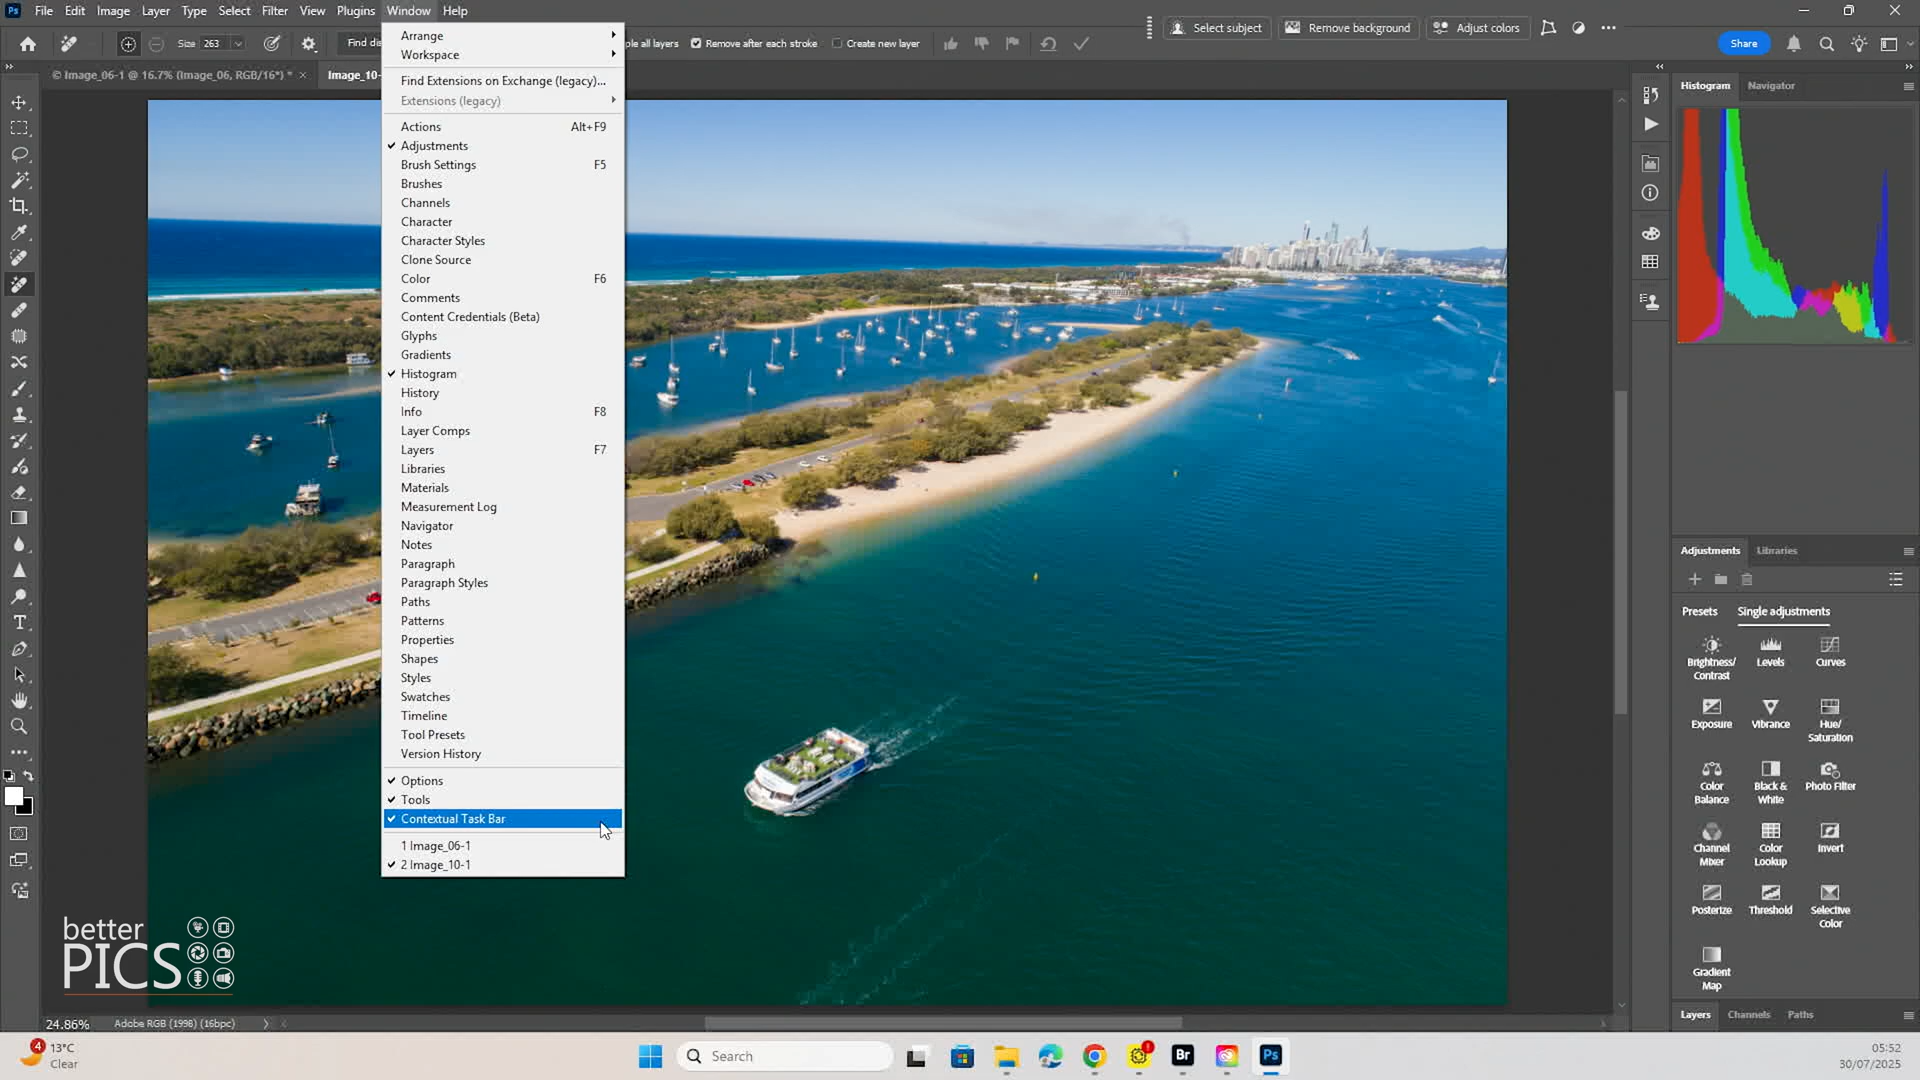 Ps File Edit Image Layer Type Select Filter View Plugins Window Help
Select subject Remove background Adjust colors
Size 263 Find dis
ple all layers Remove after each stroke Create new layer
Share
© Image_06-1 @ 16.7% (Image_06, RGB/16*) * ×
Image_10-
Arrange
Workspace
Find Extensions on Exchange (legacy)...
Extensions (legacy)
Actions Alt+F9
Adjustments
Brush Settings F5
Brushes
Channels
Character
Character Styles
Clone Source
Color F6
Comments
Content Credentials (Beta)
Glyphs
Gradients
Histogram
History
Info F8
Layer Comps
Layers F7
Libraries
Materials
Measurement Log
Navigator
Notes
Paragraph
Paragraph Styles
Paths
Patterns
Properties
Shapes
Styles
Swatches
Timeline
Tool Presets
Version History
Options
Tools
Contextual Task Bar
1 Image_06-1
2 Image_10-1
Histogram Navigator
Adjustments Libraries
Presets Single adjustments
Brightness/
Contrast
Levels
Curves
Exposure
Vibrance
Hue/
Saturation
Color
Balance
Black &
White
Photo Filter
Channel
Mixer
Color
Lookup
Invert
Posterize
Threshold
Selective
Color
Gradient
Map
Layers Channels Paths
better
PICS
24.86% Adobe RGB (1998) (16bpc)
4
13°C
Clear
Search
Br
Ps
05:52
30/07/2025